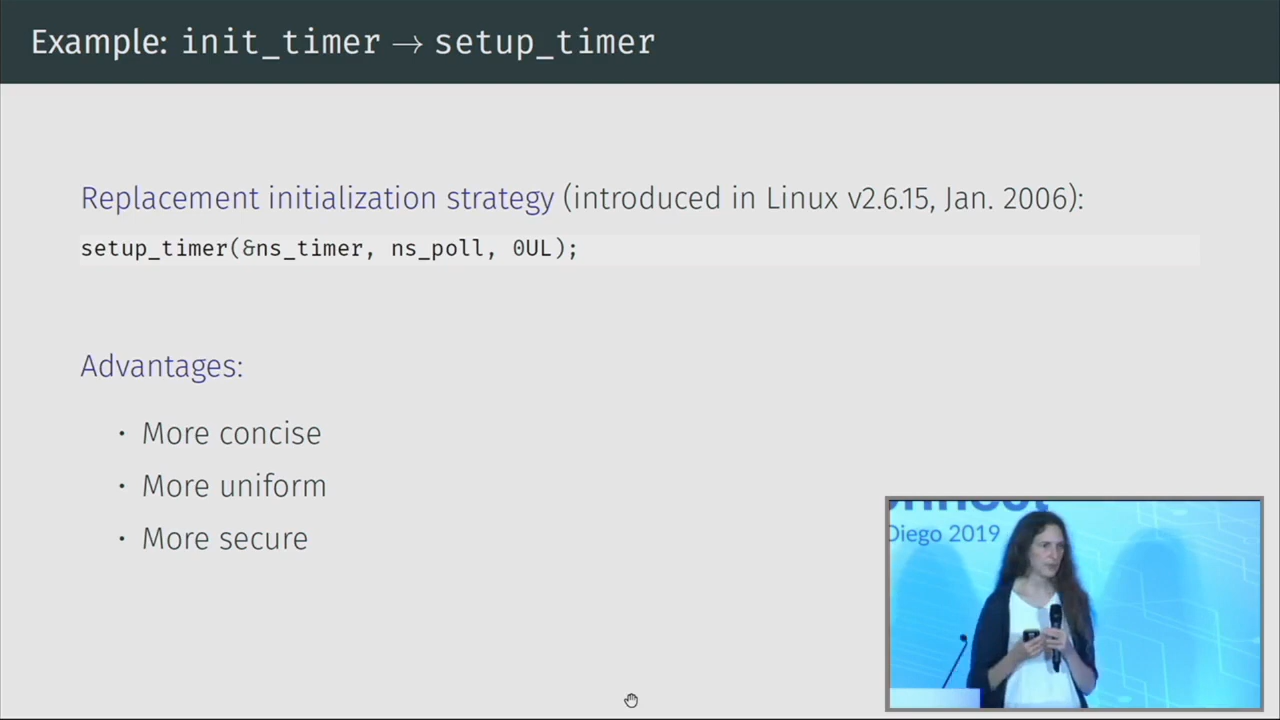 Example: init_timer → setup_timer
Replacement initialization strategy (introduced in Linux v2.6.15, Jan. 2006):
setup_timer(&ns_timer, ns_poll, 0UL);
Advantages:
• More concise
• More uniform
• More secure
Diego 2019